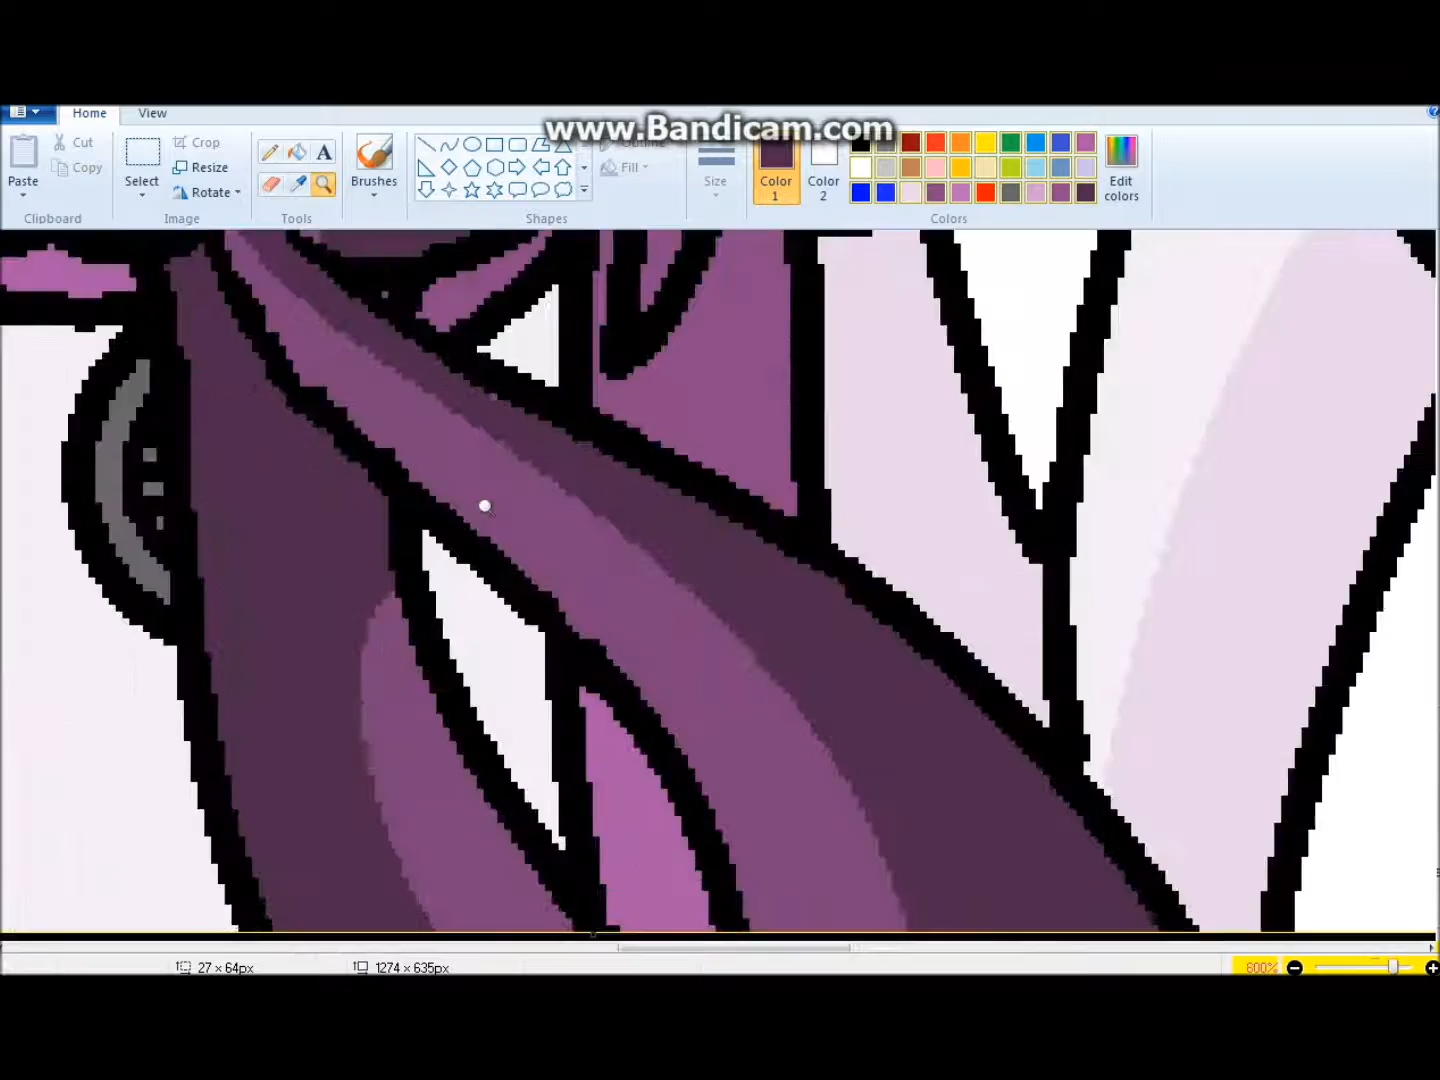 www.Bandicam.com
Home
View
Paste
Cut
Copy
Clipboard
Select
Crop
Resize
Rotate
Image
A
Tools
Brushes
Outline
Fill
Shapes
Size
Color 1
Color 2
Edit colors
Colors
27 × 64px
1274 × 635px
800%